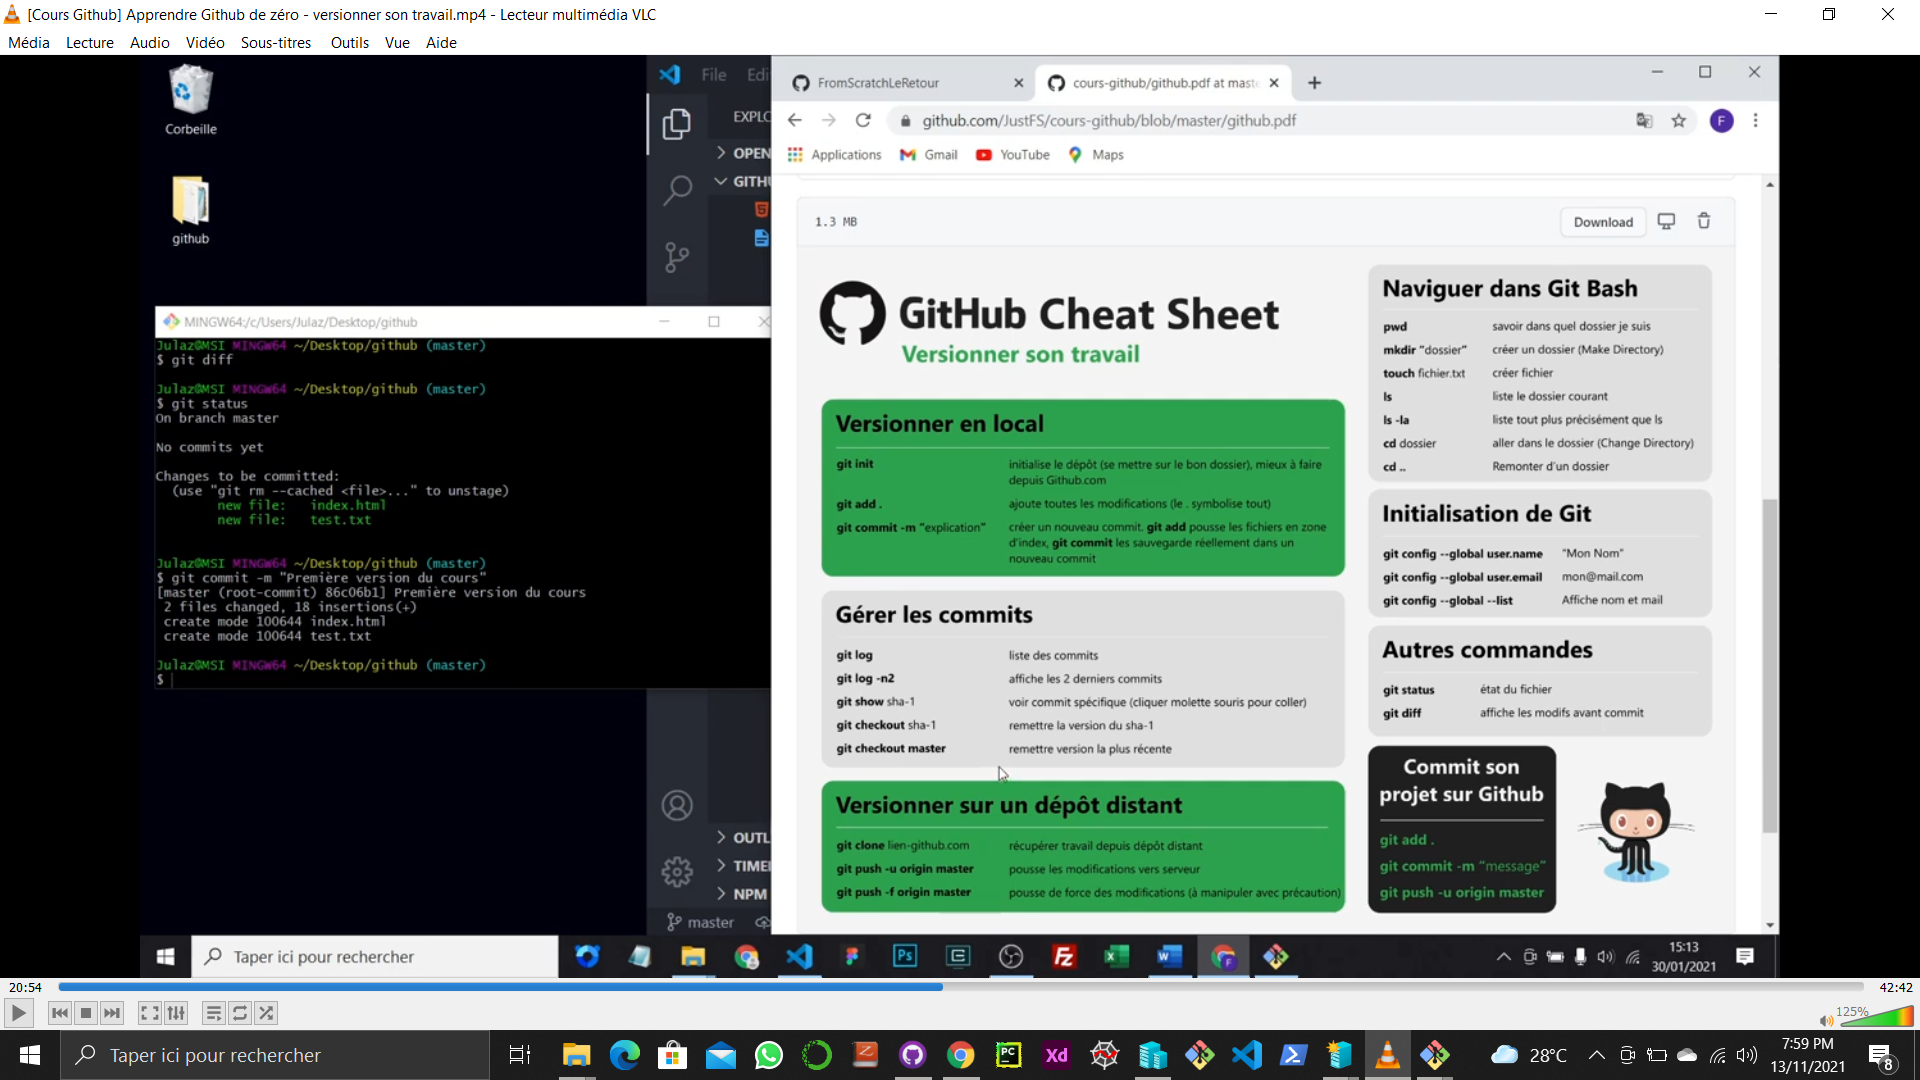 [Cours Github] Apprendre Github de zéro - versionner son travail.mp4 - Lecteur multimédia VLC
Média Lecture Audio Vidéo Sous-titres Outils Vue Aide
Corbeille
github
File Edi
EXPLO
OPEN
GITHU
MINGW64:/c/Users/Julaz/Desktop/github
Julaz@MSI MINGW64 ~/Desktop/github (master)
$ git diff
Julaz@MSI MINGW64 ~/Desktop/github (master)
$ git status
On branch master
No commits yet
Changes to be committed:
(use "git rm --cached <file>..." to unstage)
new file: index.html
new file: test.txt
Julaz@MSI MINGW64 ~/Desktop/github (master)
$ git commit -m "Première version du cours"
[master (root-commit) 86c06b1] Première version du cours
2 files changed, 18 insertions(+)
create mode 100644 index.html
create mode 100644 test.txt
Julaz@MSI MINGW64 ~/Desktop/github (master)
$
OUTL
TIME
NPM
master
FromScratchLeRetour
cours-github/github.pdf at mast
github.com/JustFS/cours-github/blob/master/github.pdf
F
Applications Gmail YouTube Maps
1.3 MB
Download
GitHub Cheat Sheet
Versionner son travail
Versionner en local
git init initialise le dépôt (se mettre sur le bon dossier), mieux à faire
depuis Github.com
git add . ajoute toutes les modifications (le . symbolise tout)
git commit -m "explication" créer un nouveau commit. git add pousse les fichiers en zone
d'index, git commit les sauvegarde réellement dans un
nouveau commit
Gérer les commits
git log liste des commits
git log -n2 affiche les 2 derniers commits
git show sha-1 voir commit spécifique (cliquer molette souris pour coller)
git checkout sha-1 remettre la version du sha-1
git checkout master remettre version la plus récente
Versionner sur un dépôt distant
git clone lien-github.com récupérer travail depuis dépôt distant
git push -u origin master pousse les modifications vers serveur
git push -f origin master pousse de force des modifications (à manipuler avec précaution)
Naviguer dans Git Bash
pwd savoir dans quel dossier je suis
mkdir "dossier" créer un dossier (Make Directory)
touch fichier.txt créer fichier
ls liste le dossier courant
ls -la liste tout plus précisément que ls
cd dossier aller dans le dossier (Change Directory)
cd .. Remonter d'un dossier
Initialisation de Git
git config --global user.name "Mon Nom"
git config --global user.email mon@mail.com
git config --global --list Affiche nom et mail
Autres commandes
git status état du fichier
git diff affiche les modifs avant commit
Commit son
projet sur Github
git add .
git commit -m "message"
git push -u origin master
Taper ici pour rechercher
Ps
Fz
15:13
30/01/2021
20:54
42:42
125%
Taper ici pour rechercher
PC
Xd
28°C
7:59 PM
13/11/2021
8